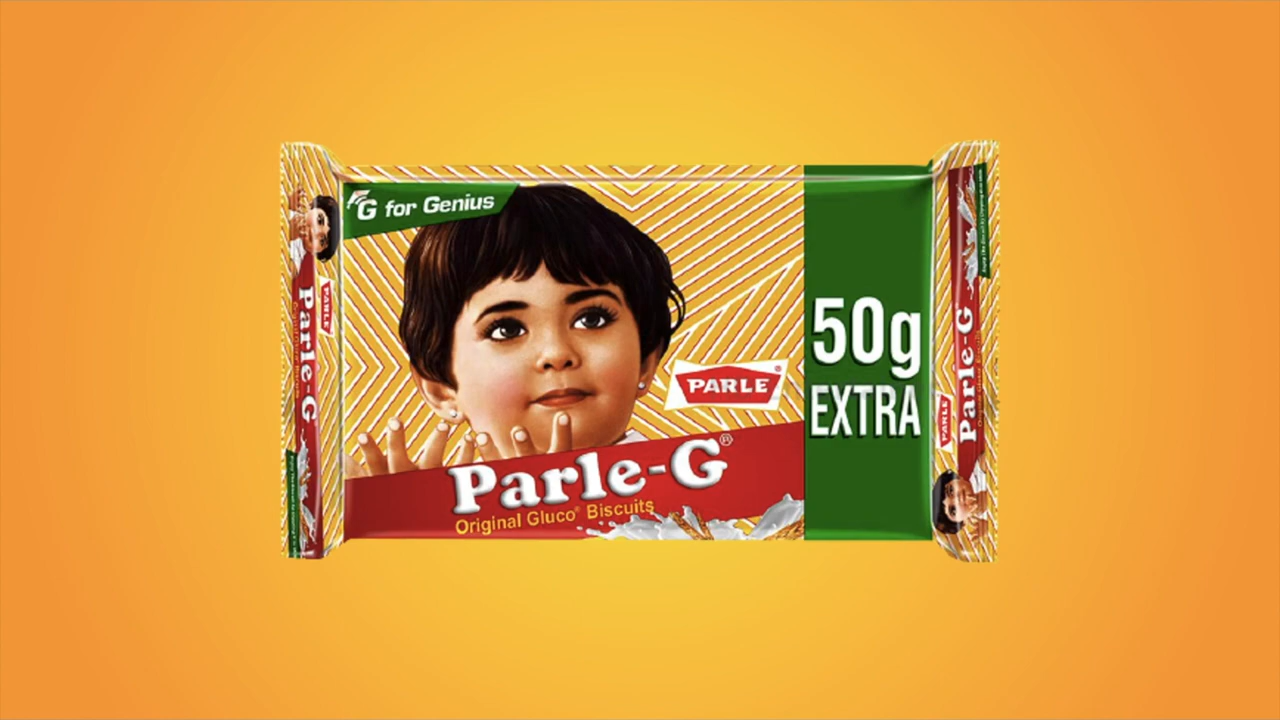 G for Genius
PARLE®
Parle-G®
Original Gluco® Biscuits
50g
EXTRA
PARLE
Parle-G
PARLE
Parle-G